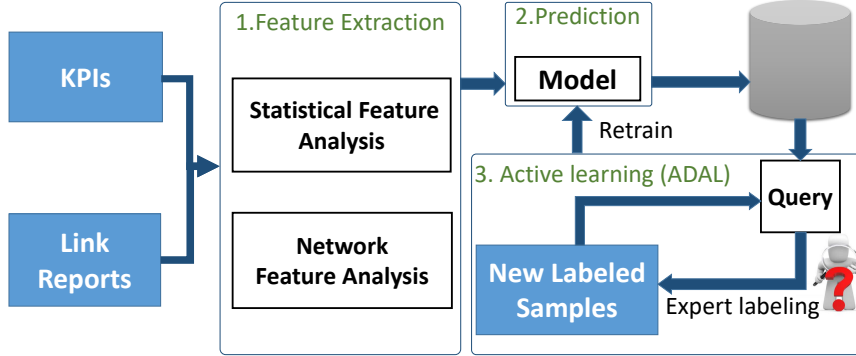 1.Feature Extraction
2.Prediction
KPIs
Model
Statistical Feature
Analysis
Retrain
3. Active learning (ADAL)
Query
Link
Reports
Network
Feature Analysis
New Labeled
Samples
Expert labeling
?